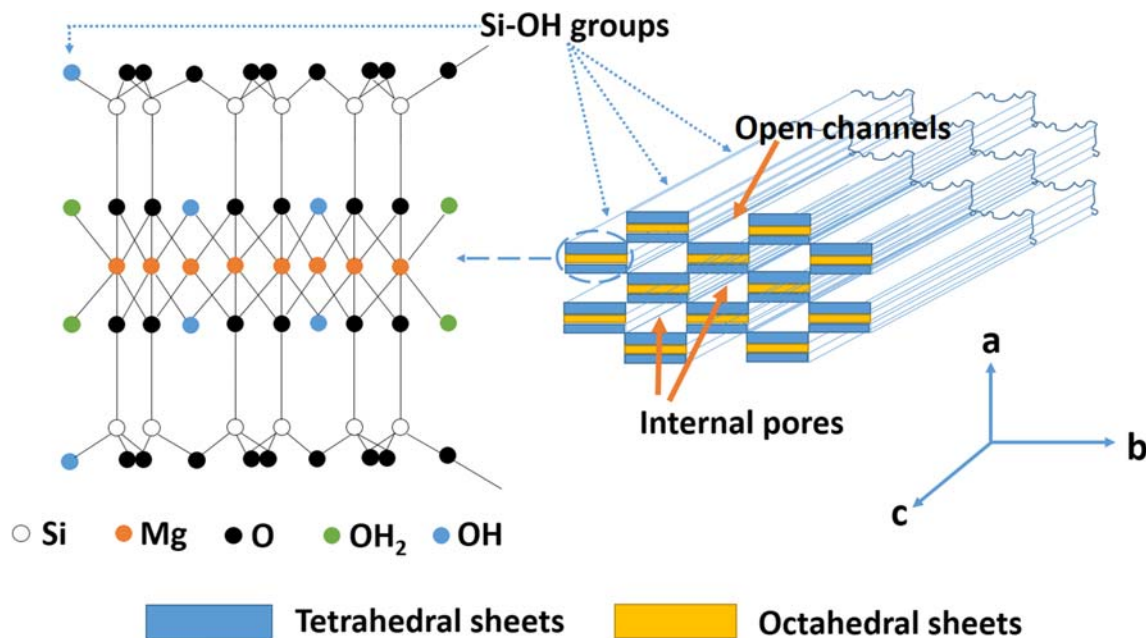 Si-OH groups
Open channels
Internal pores
a
b
c
Si
Mg
O
OH₂
OH
Tetrahedral sheets
Octahedral sheets